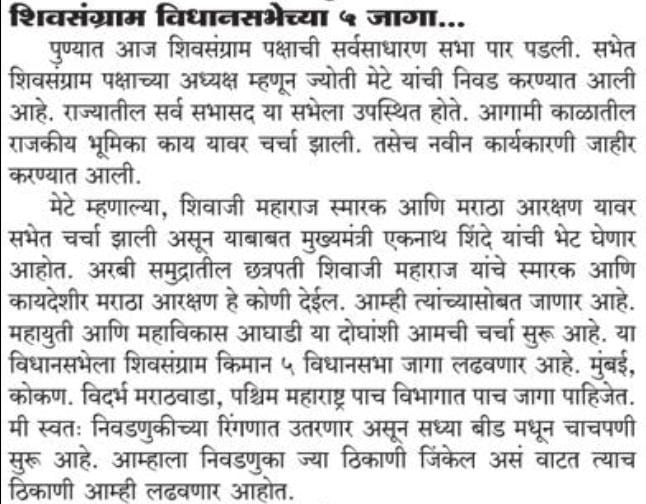 शिवसंग्राम विधानसभेच्या ५ जागा...
पुण्यात आज शिवसंग्राम पक्षाची सर्वसाधारण सभा पार पडली. सभेत
शिवसंग्राम पक्षाच्या अध्यक्ष म्हणून ज्योती मेटे यांची निवड करण्यात आली
आहे. राज्यातील सर्व सभासद या सभेला उपस्थित होते. आगामी काळातील
राजकीय भूमिका काय यावर चर्चा झाली. तसेच नवीन कार्यकारणी जाहीर
करण्यात आली.
मेटे म्हणाल्या, शिवाजी महाराज स्मारक आणि मराठा आरक्षण यावर
सभेत चर्चा झाली असून याबाबत मुख्यमंत्री एकनाथ शिंदे यांची भेट घेणार
आहोत. अरबी समुद्रातील छत्रपती शिवाजी महाराज यांचे स्मारक आणि
कायदेशीर मराठा आरक्षण हे कोणी देईल. आम्ही त्यांच्यासोबत जाणार आहे.
महायुती आणि महाविकास आघाडी या दोघांशी आमची चर्चा सुरू आहे. या
विधानसभेला शिवसंग्राम किमान ५ विधानसभा जागा लढवणार आहे. मुंबई,
कोकण. विदर्भ मराठवाडा, पश्चिम महाराष्ट्र पाच विभागात पाच जागा पाहिजेत.
मी स्वतः निवडणुकीच्या रिंगणात उतरणार असून सध्या बीड मधून चाचपणी
सुरू आहे. आम्हाला निवडणुका ज्या ठिकाणी जिंकेल असं वाटत त्याच
ठिकाणी आम्ही लढवणार आहोत.